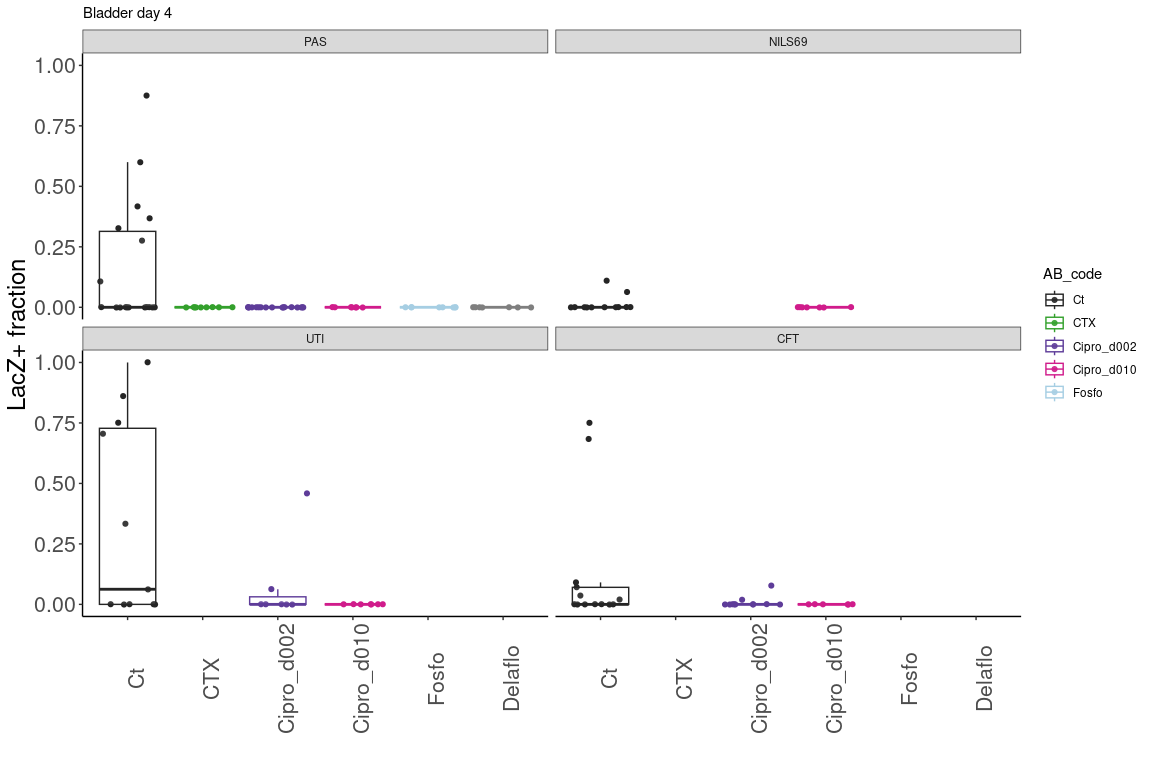 Bladder day 4
PAS
NILS69
1.00
0.75
0.50
0.25
0.00
UTI
CFT
1.00
0.75
0.50
0.25
0.00
LacZ+ fraction
Ct
CTX
Cipro_d002
Cipro_d010
Fosfo
Delaflo
Ct
CTX
Cipro_d002
Cipro_d010
Fosfo
Delaflo
AB_code
Ct
CTX
Cipro_d002
Cipro_d010
Fosfo